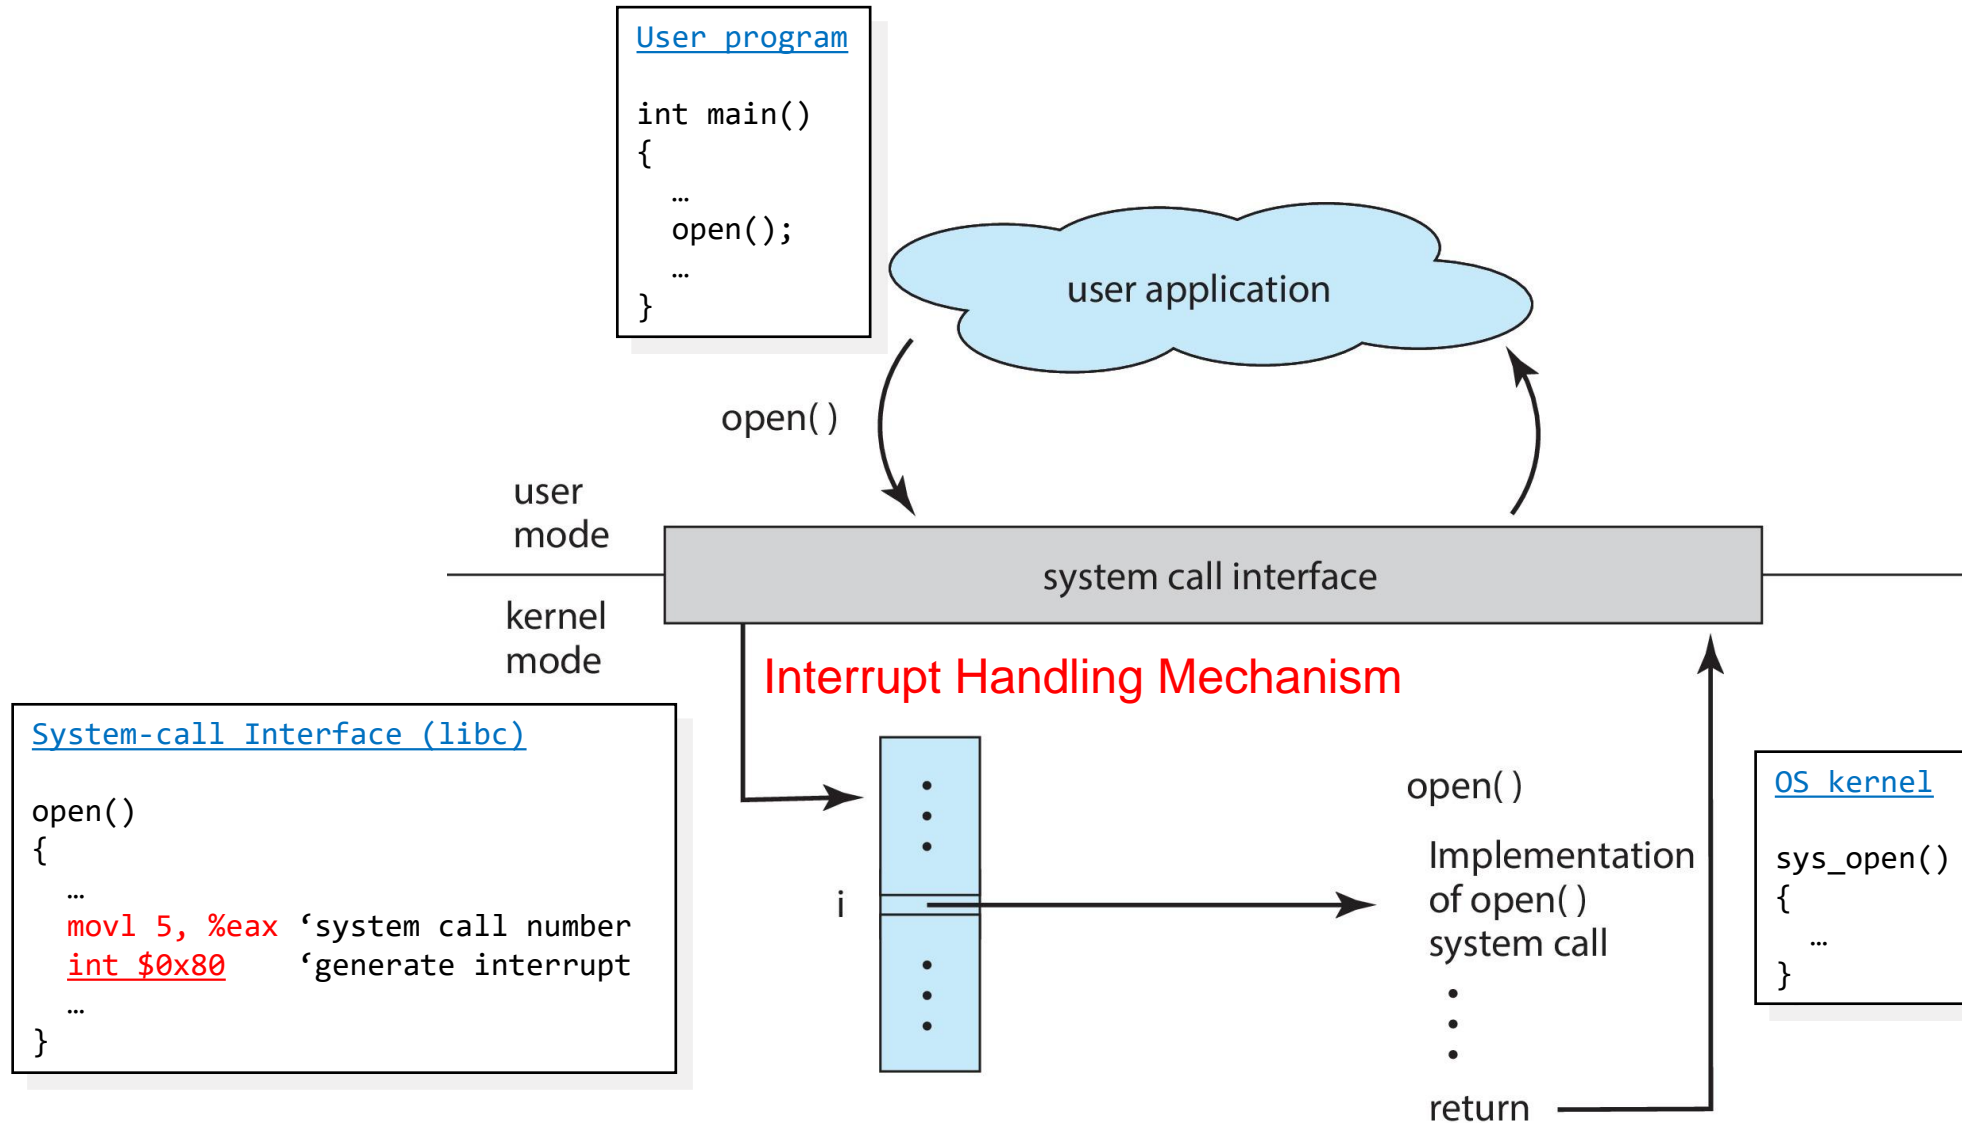 User program
int main()
{
…
open();
…
}
user application
open( )
user
mode
system call interface
kernel
mode
Interrupt Handling Mechanism
System-call Interface (libc)
open()
{
…
movl 5, %eax ‘system call number
int $0x80 ‘generate interrupt
…
}
i
open( )
Implementation
of open( )
system call
return
OS kernel
sys_open()
{
…
}